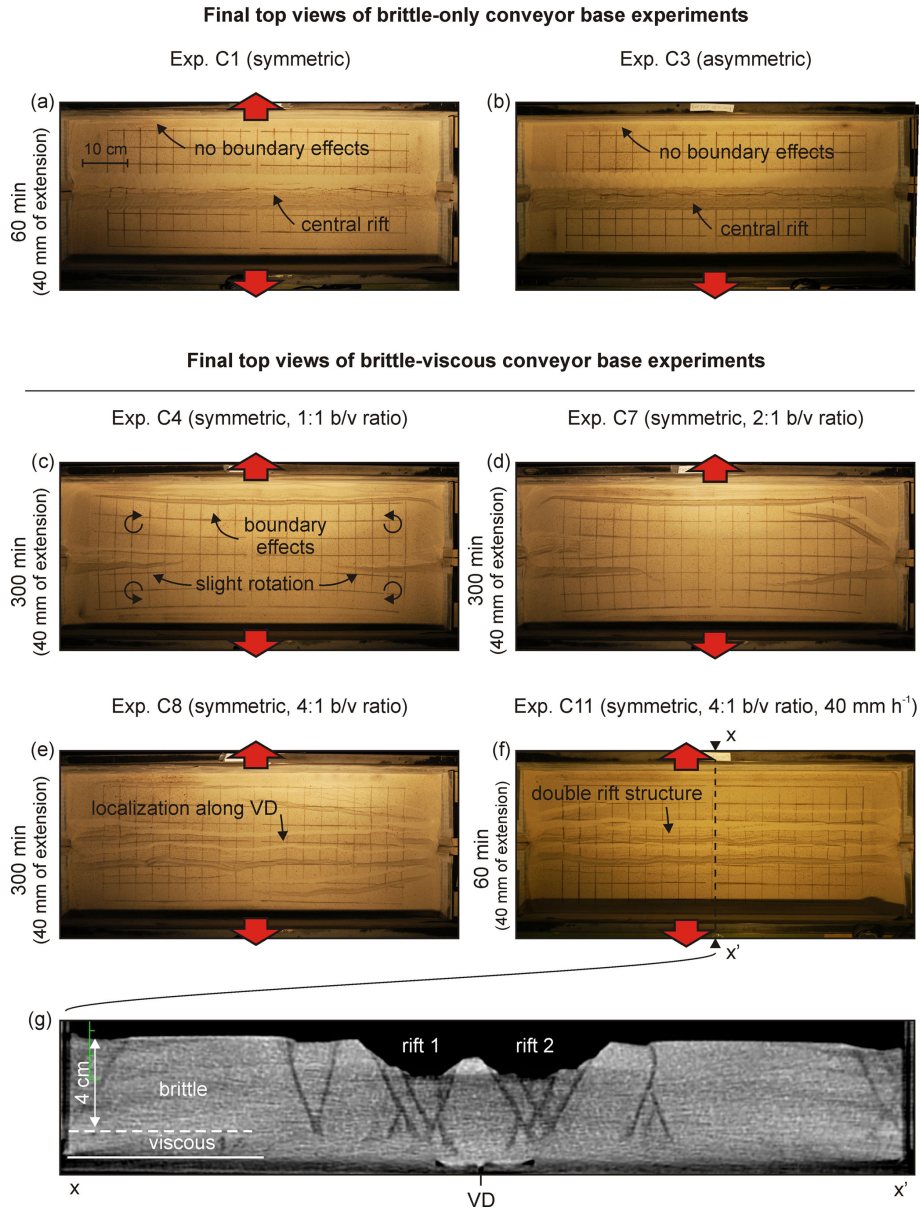 Final top views of brittle-only conveyor base experiments
Exp. C1 (symmetric)
Exp. C3 (asymmetric)
(a)
(b)
60 min
(40 mm of extension)
10 cm
no boundary effects
central rift
no boundary effects
central rift
Final top views of brittle-viscous conveyor base experiments
Exp. C4 (symmetric, 1:1 b/v ratio)
Exp. C7 (symmetric, 2:1 b/v ratio)
(c)
(d)
300 min
(40 mm of extension)
boundary
effects
slight rotation
300 min
(40 mm of extension)
Exp. C8 (symmetric, 4:1 b/v ratio)
Exp. C11 (symmetric, 4:1 b/v ratio, 40 mm h⁻¹)
(e)
(f)
x
300 min
(40 mm of extension)
localization along VD
60 min
(40 mm of extension)
double rift structure
x'
(g)
rift 1
rift 2
4 cm
brittle
viscous
x
VD
x'